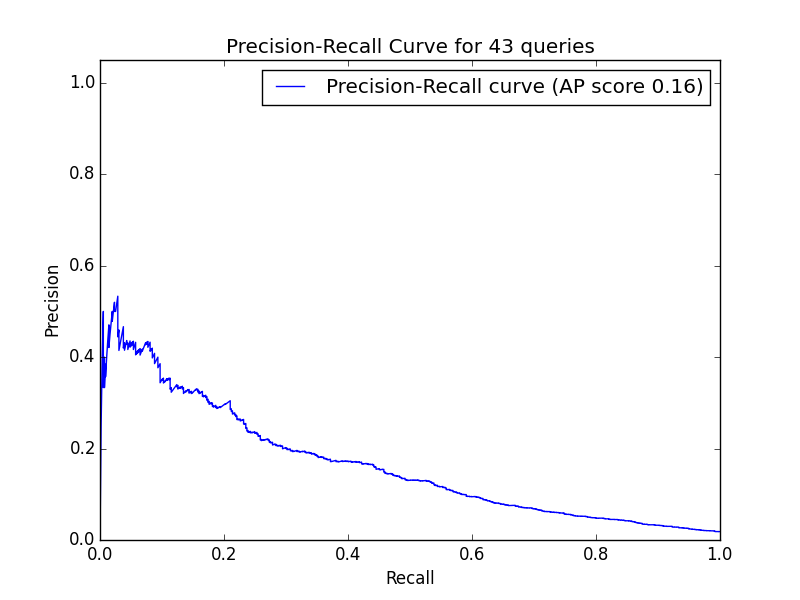 Precision-Recall Curve for 43 queries
Precision-Recall curve (AP score 0.16)
1.0
0.8
0.6
0.4
0.2
0.0
Precision
0.0 0.2 0.4 0.6 0.8 1.0
Recall